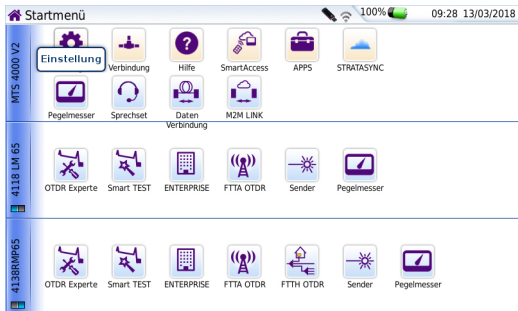 Startmenü
100%
09:28 13/03/2018
MTS 4000 V2
Einstellung
Verbindung
Hilfe
SmartAccess
APPS
STRATASYNC
Pegelmesser
Sprechset
Daten
Verbindung
M2M LINK
4118 LM 65
OTDR Experte
Smart TEST
ENTERPRISE
FTTA OTDR
Sender
Pegelmesser
4138RMP65
OTDR Experte
Smart TEST
ENTERPRISE
FTTA OTDR
FTTH OTDR
Sender
Pegelmesser